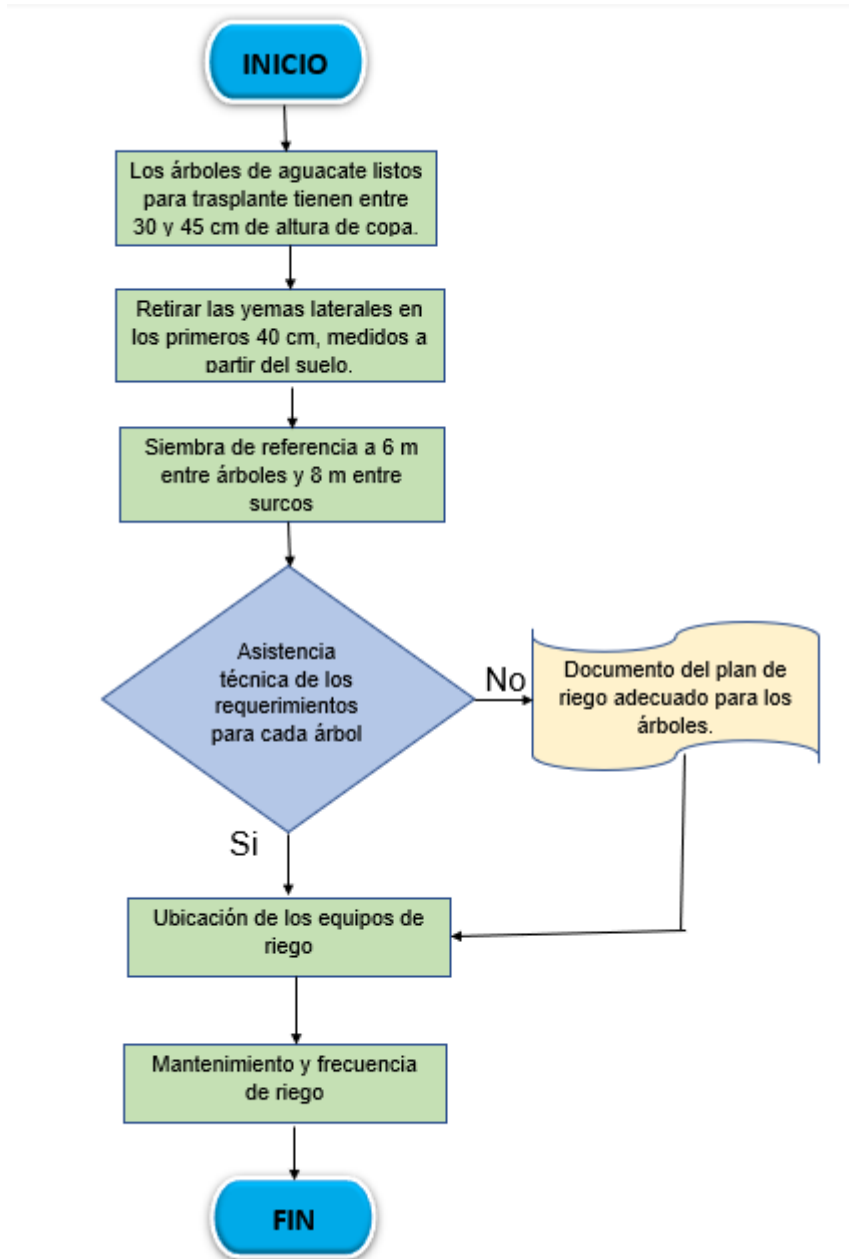 INICIO
Los árboles de aguacate listos
para trasplante tienen entre
30 y 45 cm de altura de copa.
Retirar las yemas laterales en
los primeros 40 cm, medidos a
partir del suelo.
Siembra de referencia a 6 m
entre árboles y 8 m entre
surcos
Asistencia
técnica de los
requerimientos
para cada árbol
No
Documento del plan de
riego adecuado para los
árboles.
Si
Ubicación de los equipos de
riego
Mantenimiento y frecuencia
de riego
FIN